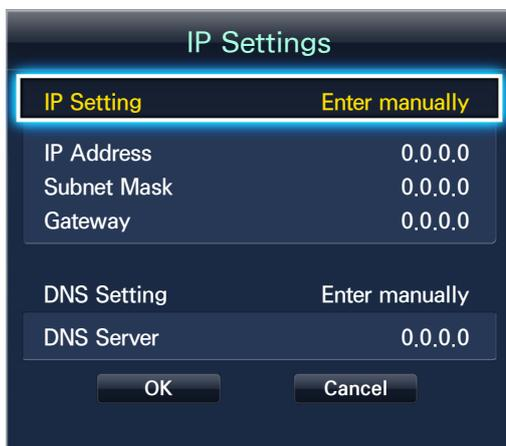 IP Settings
IP Setting Enter manually
IP Address 0.0.0.0
Subnet Mask 0.0.0.0
Gateway 0.0.0.0
DNS Setting Enter manually
DNS Server 0.0.0.0
OK Cancel